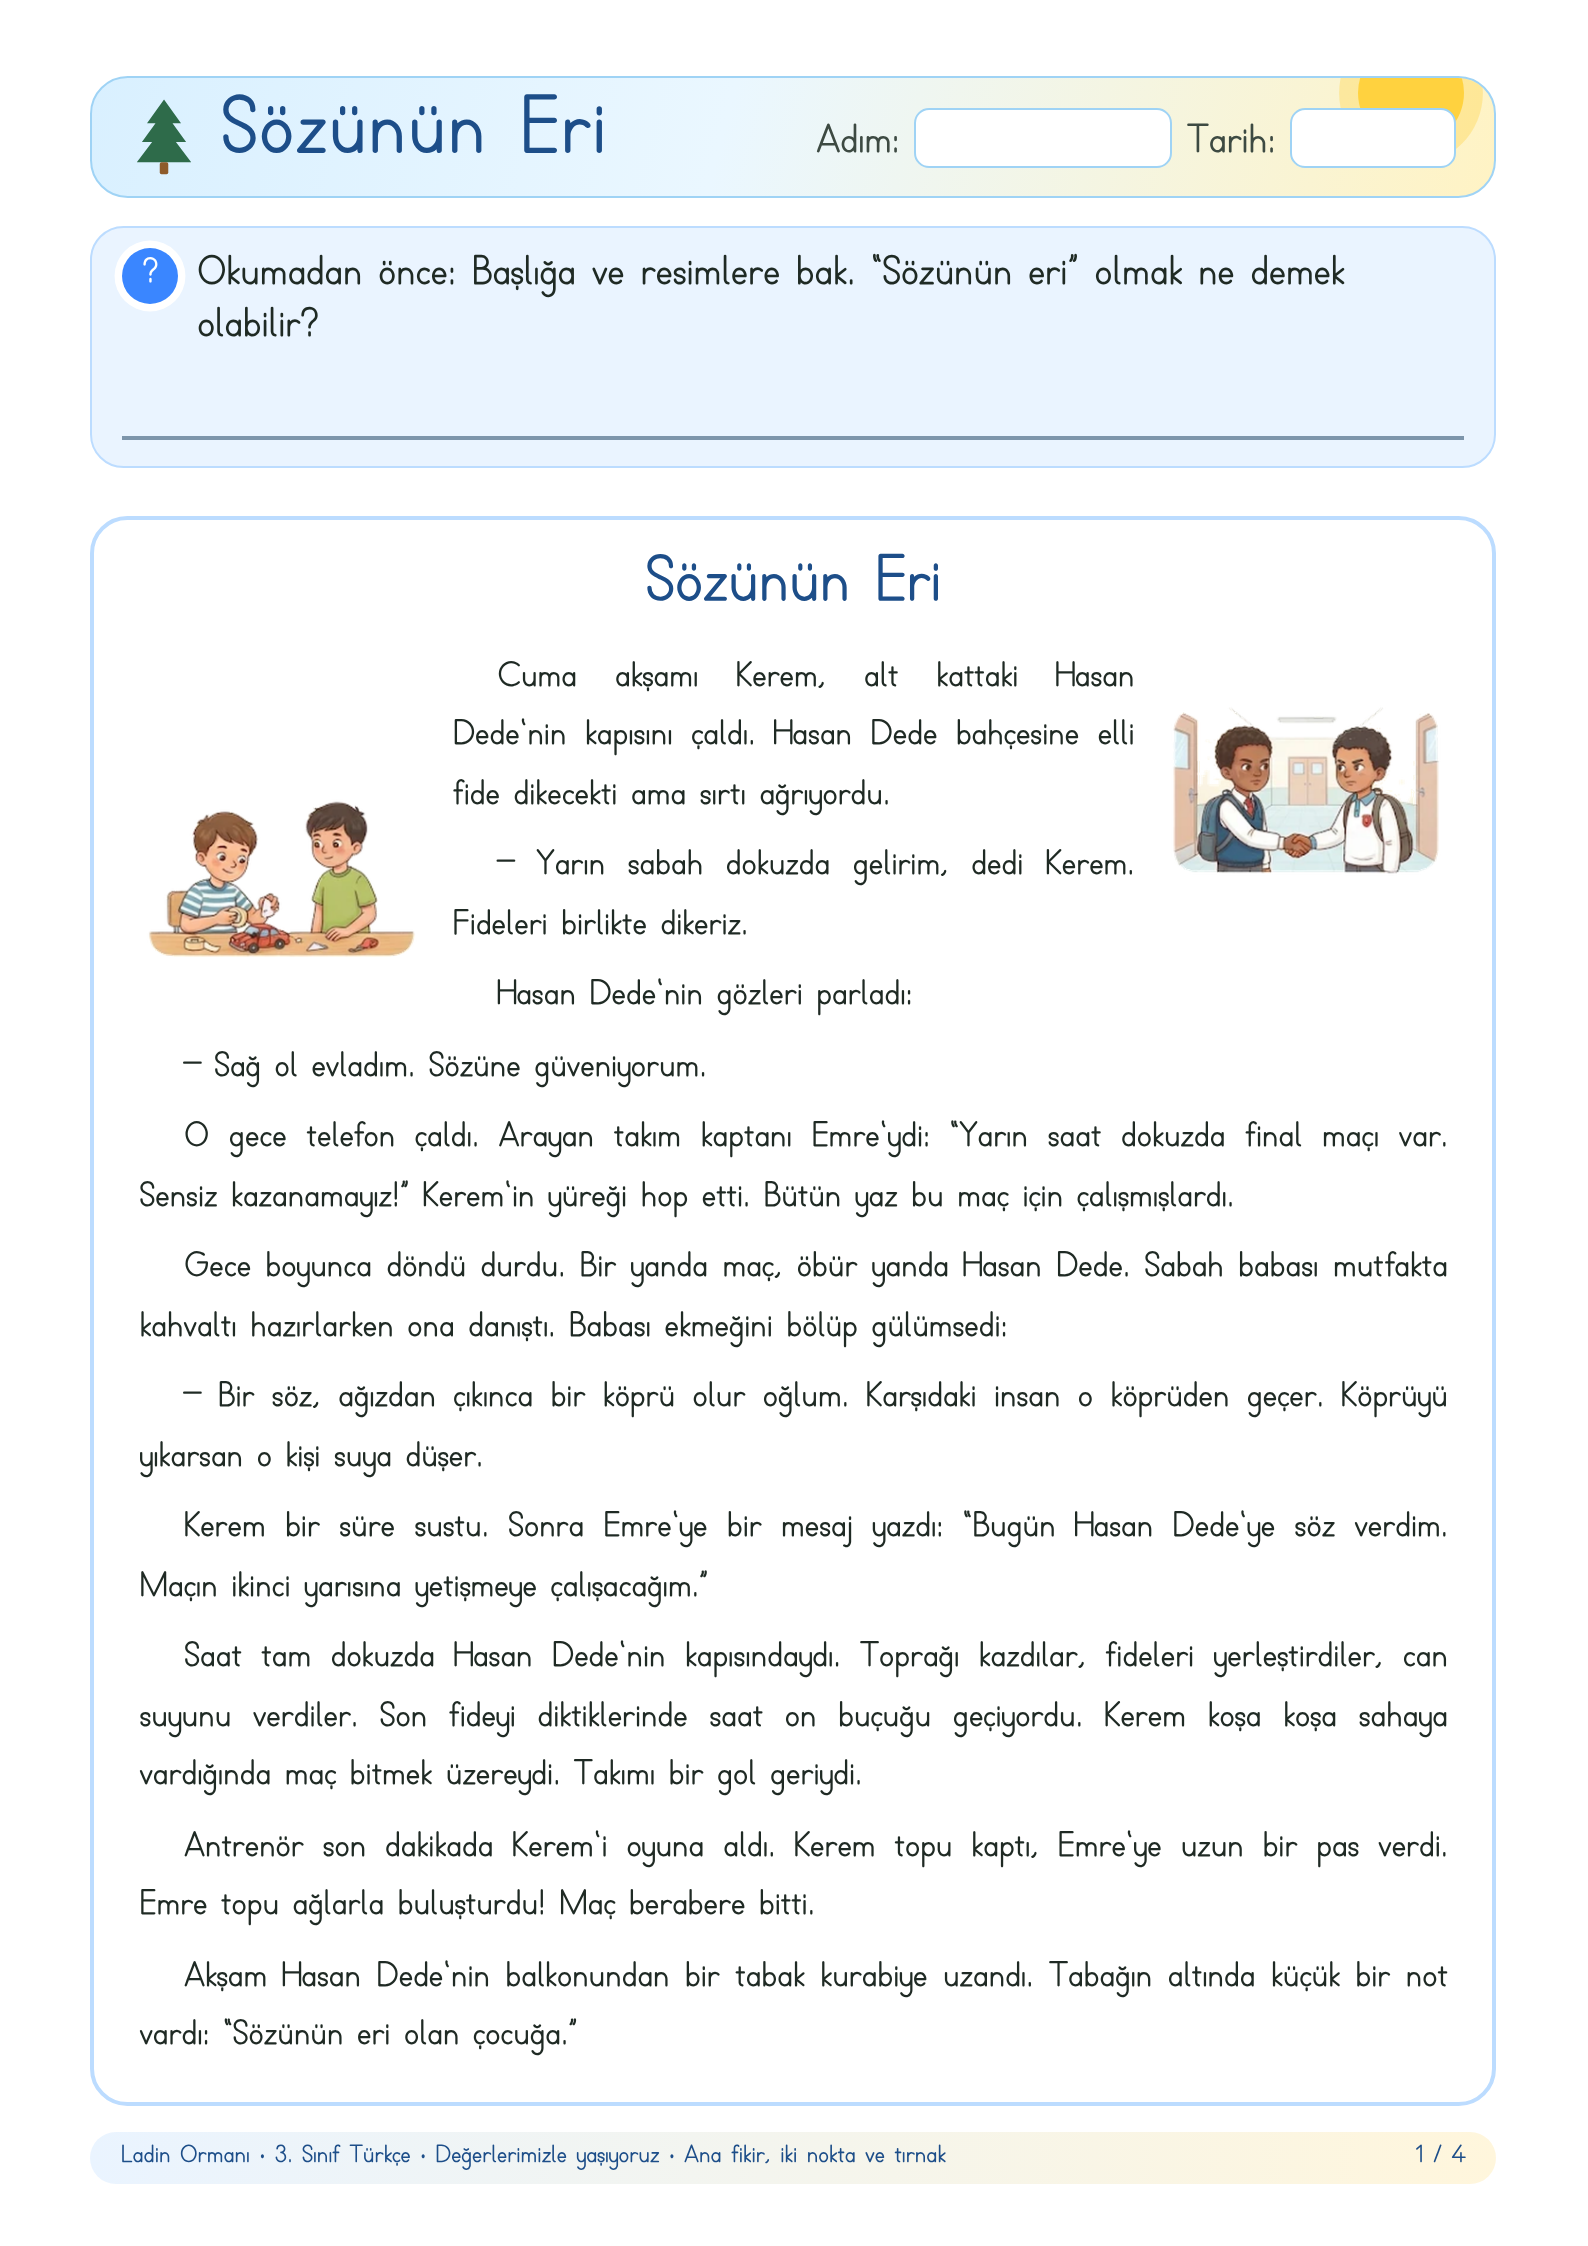 Sözünün Eri
Adım:
Tarih:
?
Okumadan önce: Başlığa ve resimlere bak. “Sözünün eri” olmak ne demek
olabilir?
Sözünün Eri
Cuma akşamı Kerem, alt kattaki Hasan
Dede‘nin kapısını çaldı. Hasan Dede bahçesine elli
fide dikecekti ama sırtı ağrıyordu.
— Yarın sabah dokuzda gelirim, dedi Kerem.
Fideleri birlikte dikeriz.
Hasan Dede‘nin gözleri parladı:
— Sağ ol evladım. Sözüne güveniyorum.
O gece telefon çaldı. Arayan takım kaptanı Emre‘ydi: “Yarın saat dokuzda final maçı var.
Sensiz kazanamayız!” Kerem‘in yüreği hop etti. Bütün yaz bu maç için çalışmışlardı.
Gece boyunca döndü durdu. Bir yanda maç, öbür yanda Hasan Dede. Sabah babası mutfakta
kahvaltı hazırlarken ona danıştı. Babası ekmeğini bölüp gülümsedi:
— Bir söz, ağızdan çıkınca bir köprü olur oğlum. Karşıdaki insan o köprüden geçer. Köprüyü
yıkarsan o kişi suya düşer.
Kerem bir süre sustu. Sonra Emre‘ye bir mesaj yazdı: “Bugün Hasan Dede‘ye söz verdim.
Maçın ikinci yarısına yetişmeye çalışacağım.”
Saat tam dokuzda Hasan Dede‘nin kapısındaydı. Toprağı kazdılar, fideleri yerleştirdiler, can
suyunu verdiler. Son fideyi diktiklerinde saat on buçuğu geçiyordu. Kerem koşa koşa sahaya
vardığında maç bitmek üzereydi. Takımı bir gol geriydi.
Antrenör son dakikada Kerem‘i oyuna aldı. Kerem topu kaptı, Emre‘ye uzun bir pas verdi.
Emre topu ağlarla buluşturdu! Maç berabere bitti.
Akşam Hasan Dede‘nin balkonundan bir tabak kurabiye uzandı. Tabağın altında küçük bir not
vardı: “Sözünün eri olan çocuğa.”
Ladin Ormanı • 3. Sınıf Türkçe • Değerlerimizle yaşıyoruz • Ana fikir, iki nokta ve tırnak
1 / 4